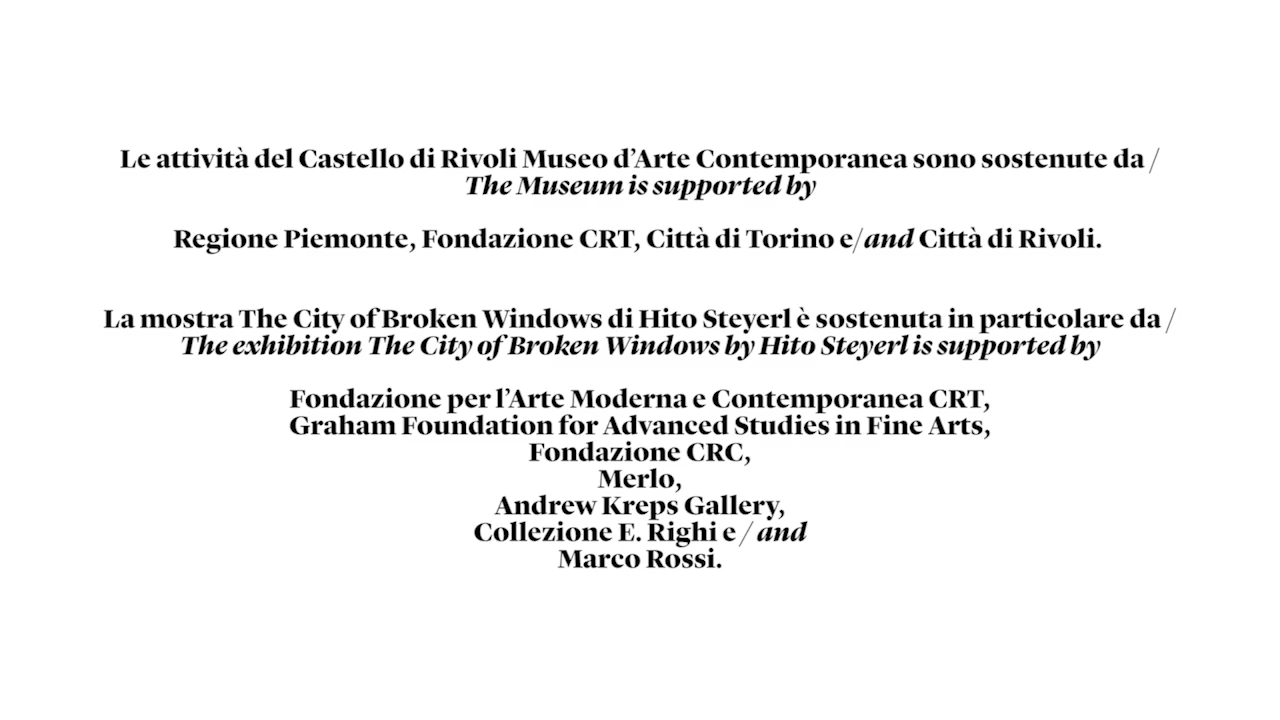 Le attività del Castello di Rivoli Museo d’Arte Contemporanea sono sostenute da /
The Museum is supported by
Regione Piemonte, Fondazione CRT, Città di Torino e/and Città di Rivoli.
La mostra The City of Broken Windows di Hito Steyerl è sostenuta in particolare da /
The exhibition The City of Broken Windows by Hito Steyerl is supported by
Fondazione per l’Arte Moderna e Contemporanea CRT,
Graham Foundation for Advanced Studies in Fine Arts,
Fondazione CRC,
Merlo,
Andrew Kreps Gallery,
Collezione E. Righi e / and
Marco Rossi.